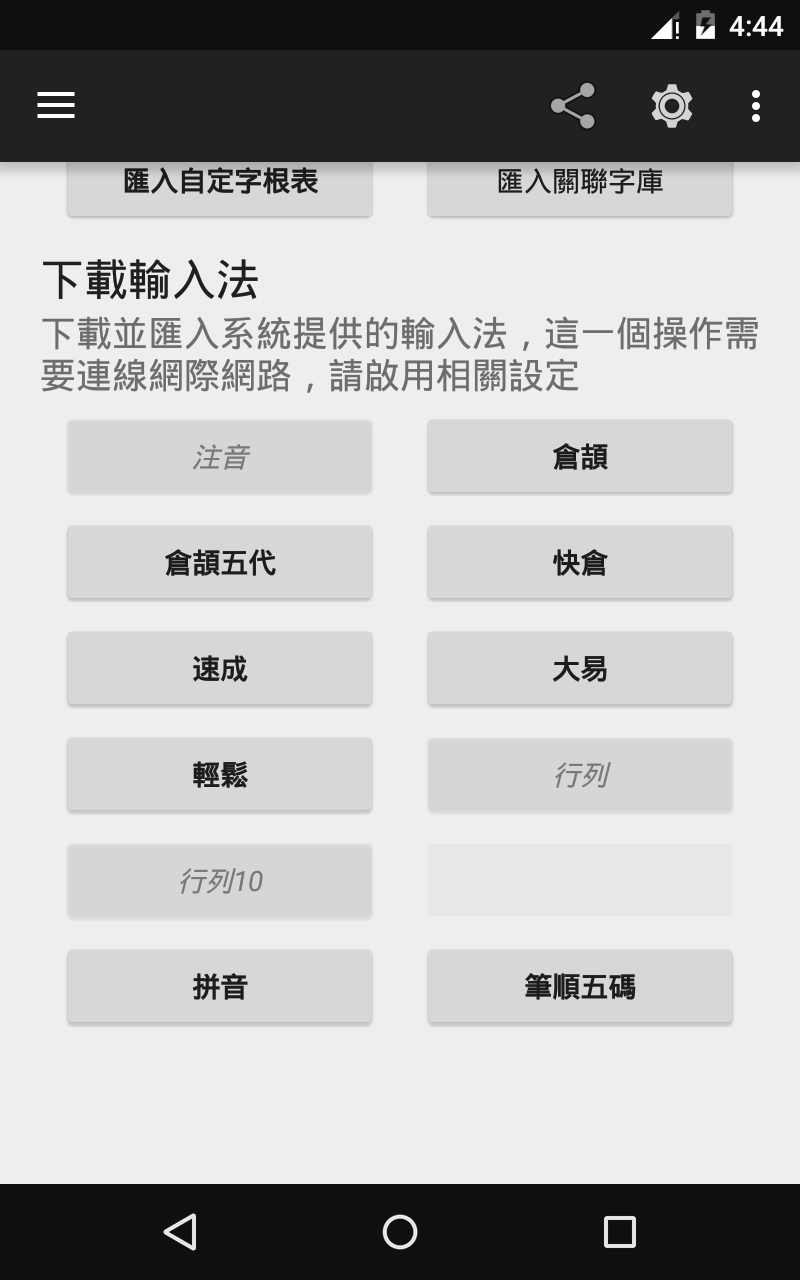 4:44
匯入自定字根表
匯入關聯字庫
下載輸入法
下載並匯入系統提供的輸入法，這一個操作需
要連線網際網路，請啟用相關設定
注音
倉頡
倉頡五代
快倉
速成
大易
輕鬆
行列
行列10
拼音
筆順五碼